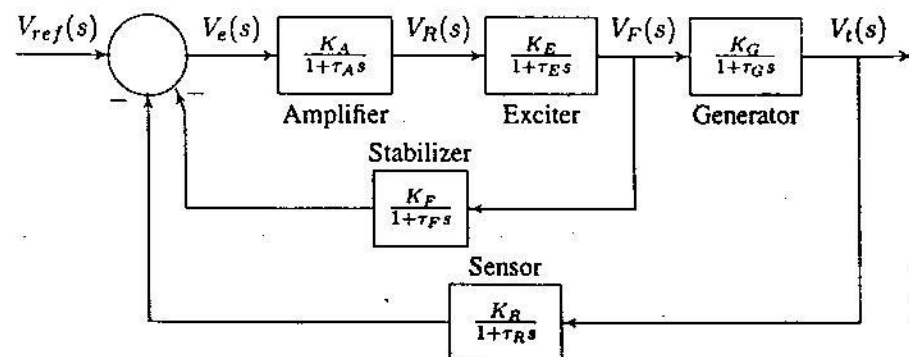 V_ref(s) V_e(s) V_R(s) V_F(s) V_t(s)
K_A/(1+τ_A s) K_E/(1+τ_E s) K_G/(1+τ_G s)
− −
Amplifier Exciter Generator
Stabilizer
K_F/(1+τ_F s)
Sensor
K_R/(1+τ_R s)